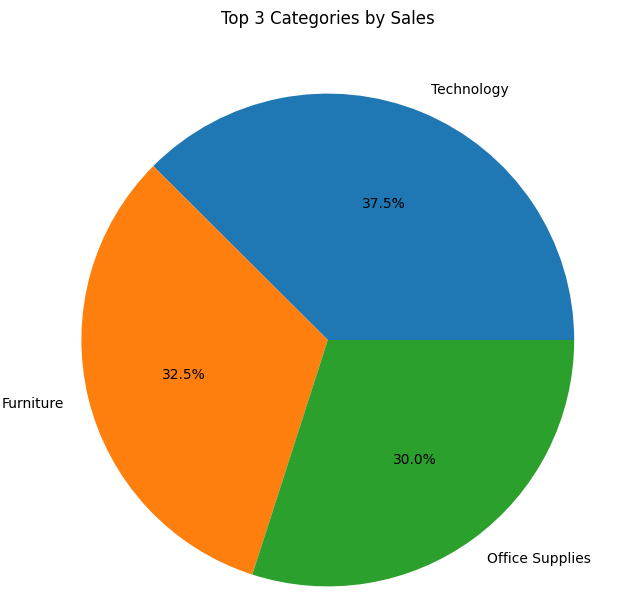 Top 3 Categories by Sales
Technology
37.5%
32.5%
Furniture
30.0%
Office Supplies